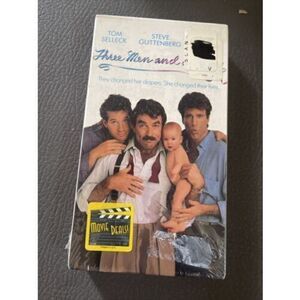 TOM
SELLECK
STEVE
GUTTENBERG
Three Men and
They changed her diapers. She changed their lives.
MOVIE
DEALS!